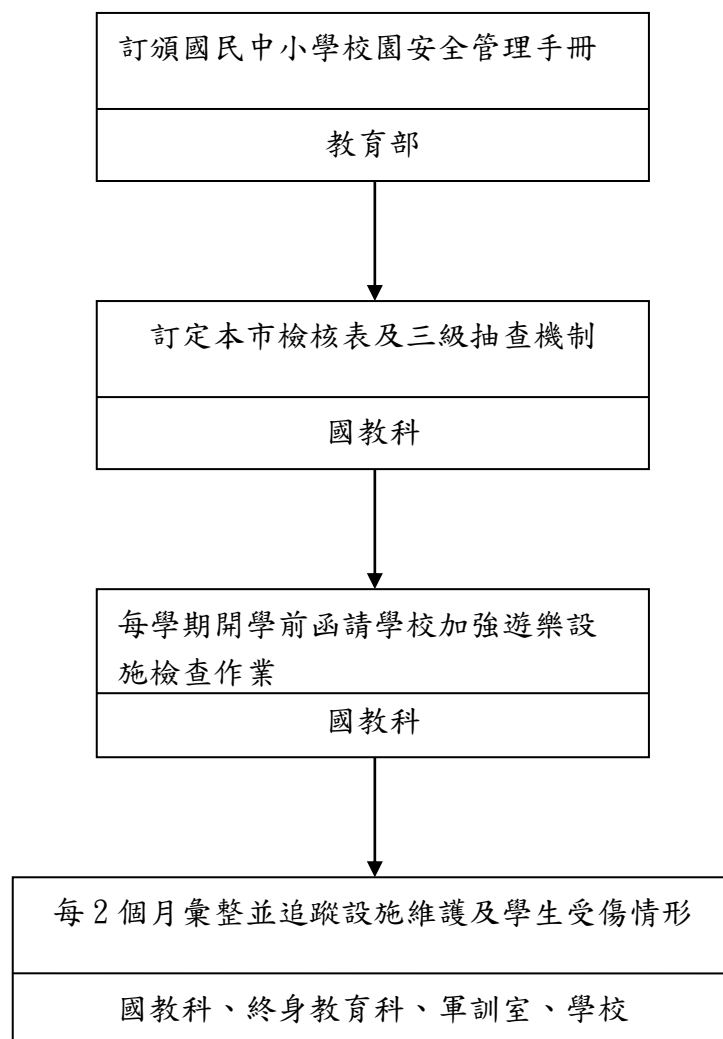 訂頒國民中小學校園安全管理手冊
教育部
訂定本市檢核表及三級抽查機制
國教科
每學期開學前函請學校加強遊樂設
施檢查作業
國教科
每2個月彙整並追蹤設施維護及學生受傷情形
國教科、終身教育科、軍訓室、學校